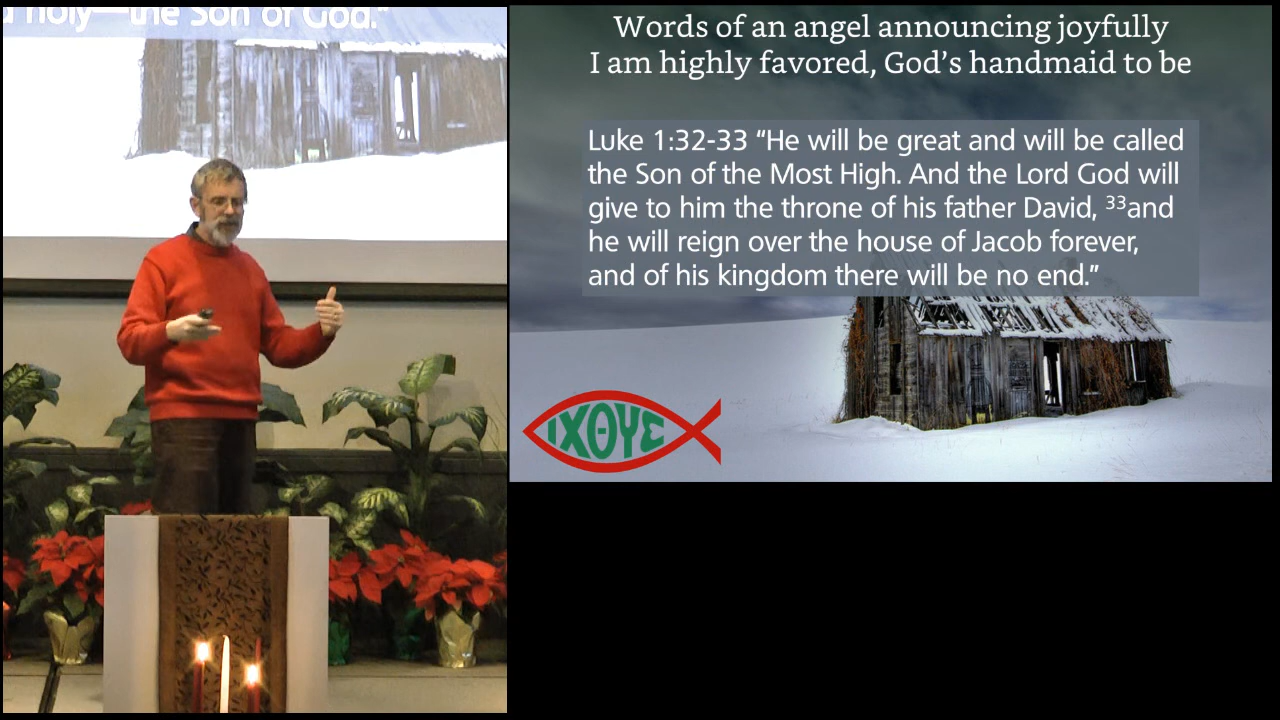 holy—the Son of God."
Words of an angel announcing joyfully
I am highly favored, God's handmaid to be
Luke 1:32-33 “He will be great and will be called
the Son of the Most High. And the Lord God will
give to him the throne of his father David, ³³and
he will reign over the house of Jacob forever,
and of his kingdom there will be no end.”
ΙΧΘΥΣ